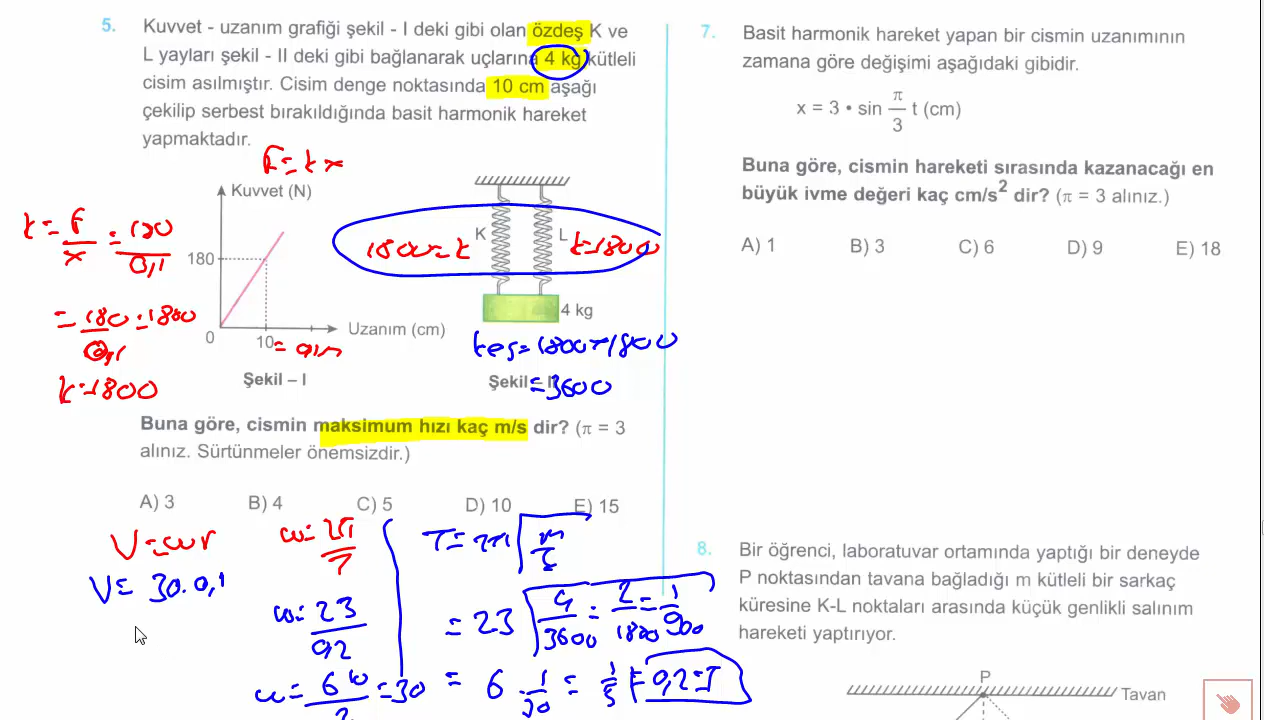 5. Kuvvet - uzanım grafiği şekil - I deki gibi olan özdeş K ve
L yayları şekil - II deki gibi bağlanarak uçlarına 4 kg kütleli
cisim asılmıştır. Cisim denge noktasında 10 cm aşağı
çekilip serbest bırakıldığında basit harmonik hareket
yapmaktadır.
F = k x
Kuvvet (N)
k = F/x = 180/0,1
= 180/0,1 = 1800
k = 1800
180
0
10
= 0,1m
Uzanım (cm)
Şekil – I
K
L
1800 = k
k = 1800
4 kg
keş = 1800+1800
= 3600
Şekil – II
Buna göre, cismin maksimum hızı kaç m/s dir? (π = 3
alınız. Sürtünmeler önemsizdir.)
A) 3 B) 4 C) 5 D) 10 E) 15
V = ωr
V = 30.0,1
ω = 2π/T
ω = 2.3/0,2
ω = 60/2 = 30
T = 2π √m/k
= 2.3 √4/3600 = 2/1800 = 1/900
= 6 . 1/30 = 1/5 = 0,2 = T
7. Basit harmonik hareket yapan bir cismin uzanımının
zamana göre değişimi aşağıdaki gibidir.
x = 3 • sin π/3 t (cm)
Buna göre, cismin hareketi sırasında kazanacağı en
büyük ivme değeri kaç cm/s² dir? (π = 3 alınız.)
A) 1 B) 3 C) 6 D) 9 E) 18
8. Bir öğrenci, laboratuvar ortamında yaptığı bir deneyde
P noktasından tavana bağladığı m kütleli bir sarkaç
küresine K-L noktaları arasında küçük genlikli salınım
hareketi yaptırıyor.
P
Tavan